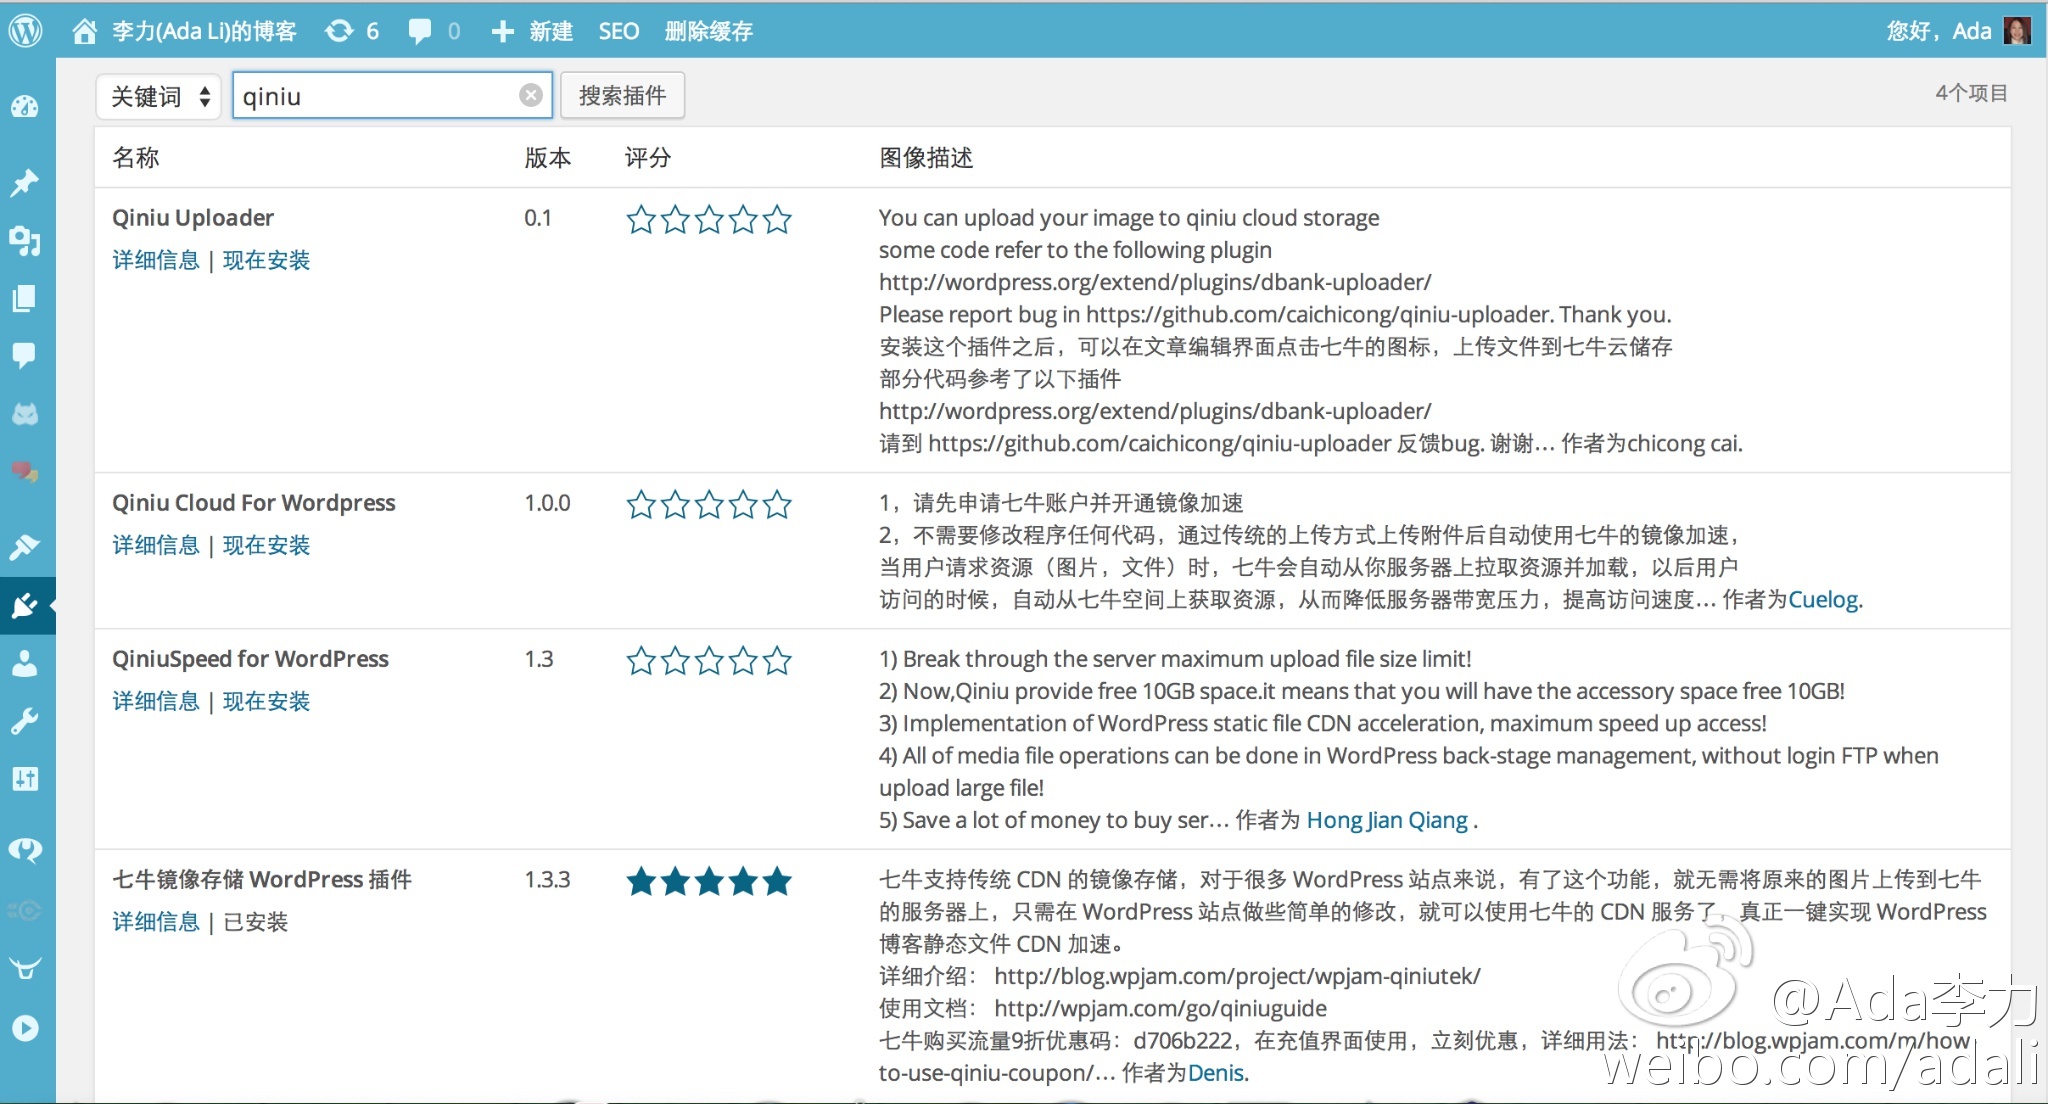 李力(Ada Li)的博客 6 0 新建 SEO 删除缓存 您好，Ada
关键词 qiniu 搜索插件 4个项目
名称 版本 评分 图像描述
Qiniu Uploader 0.1 You can upload your image to qiniu cloud storage
详细信息 | 现在安装
some code refer to the following plugin
http://wordpress.org/extend/plugins/dbank-uploader/
Please report bug in https://github.com/caichicong/qiniu-uploader. Thank you.
安装这个插件之后，可以在文章编辑界面点击七牛的图标，上传文件到七牛云储存
部分代码参考了以下插件
http://wordpress.org/extend/plugins/dbank-uploader/
请到 https://github.com/caichicong/qiniu-uploader 反馈bug. 谢谢… 作者为chicong cai.
Qiniu Cloud For Wordpress 1.0.0 1，请先申请七牛账户并开通镜像加速
详细信息 | 现在安装
2，不需要修改程序任何代码，通过传统的上传方式上传附件后自动使用七牛的镜像加速，
当用户请求资源（图片，文件）时，七牛会自动从你服务器上拉取资源并加载，以后用户
访问的时候，自动从七牛空间上获取资源，从而降低服务器带宽压力，提高访问速度… 作者为Cuelog.
QiniuSpeed for WordPress 1.3 1) Break through the server maximum upload file size limit!
详细信息 | 现在安装
2) Now,Qiniu provide free 10GB space.it means that you will have the accessory space free 10GB!
3) Implementation of WordPress static file CDN acceleration, maximum speed up access!
4) All of media file operations can be done in WordPress back-stage management, without login FTP when
upload large file!
5) Save a lot of money to buy ser… 作者为 Hong Jian Qiang .
七牛镜像存储 WordPress 插件 1.3.3 七牛支持传统 CDN 的镜像存储，对于很多 WordPress 站点来说，有了这个功能，就无需将原来的图片上传到七牛
详细信息 | 已安装
的服务器上，只需在 WordPress 站点做些简单的修改，就可以使用七牛的 CDN 服务了，真正一键实现 WordPress
博客静态文件 CDN 加速。
详细介绍： http://blog.wpjam.com/project/wpjam-qiniutek/
使用文档： http://wpjam.com/go/qiniuguide
七牛购买流量9折优惠码：d706b222，在充值界面使用，立刻优惠，详细用法： http://blog.wpjam.com/m/how-
to-use-qiniu-coupon/… 作者为Denis.
@Ada李力
weibo.com/adali